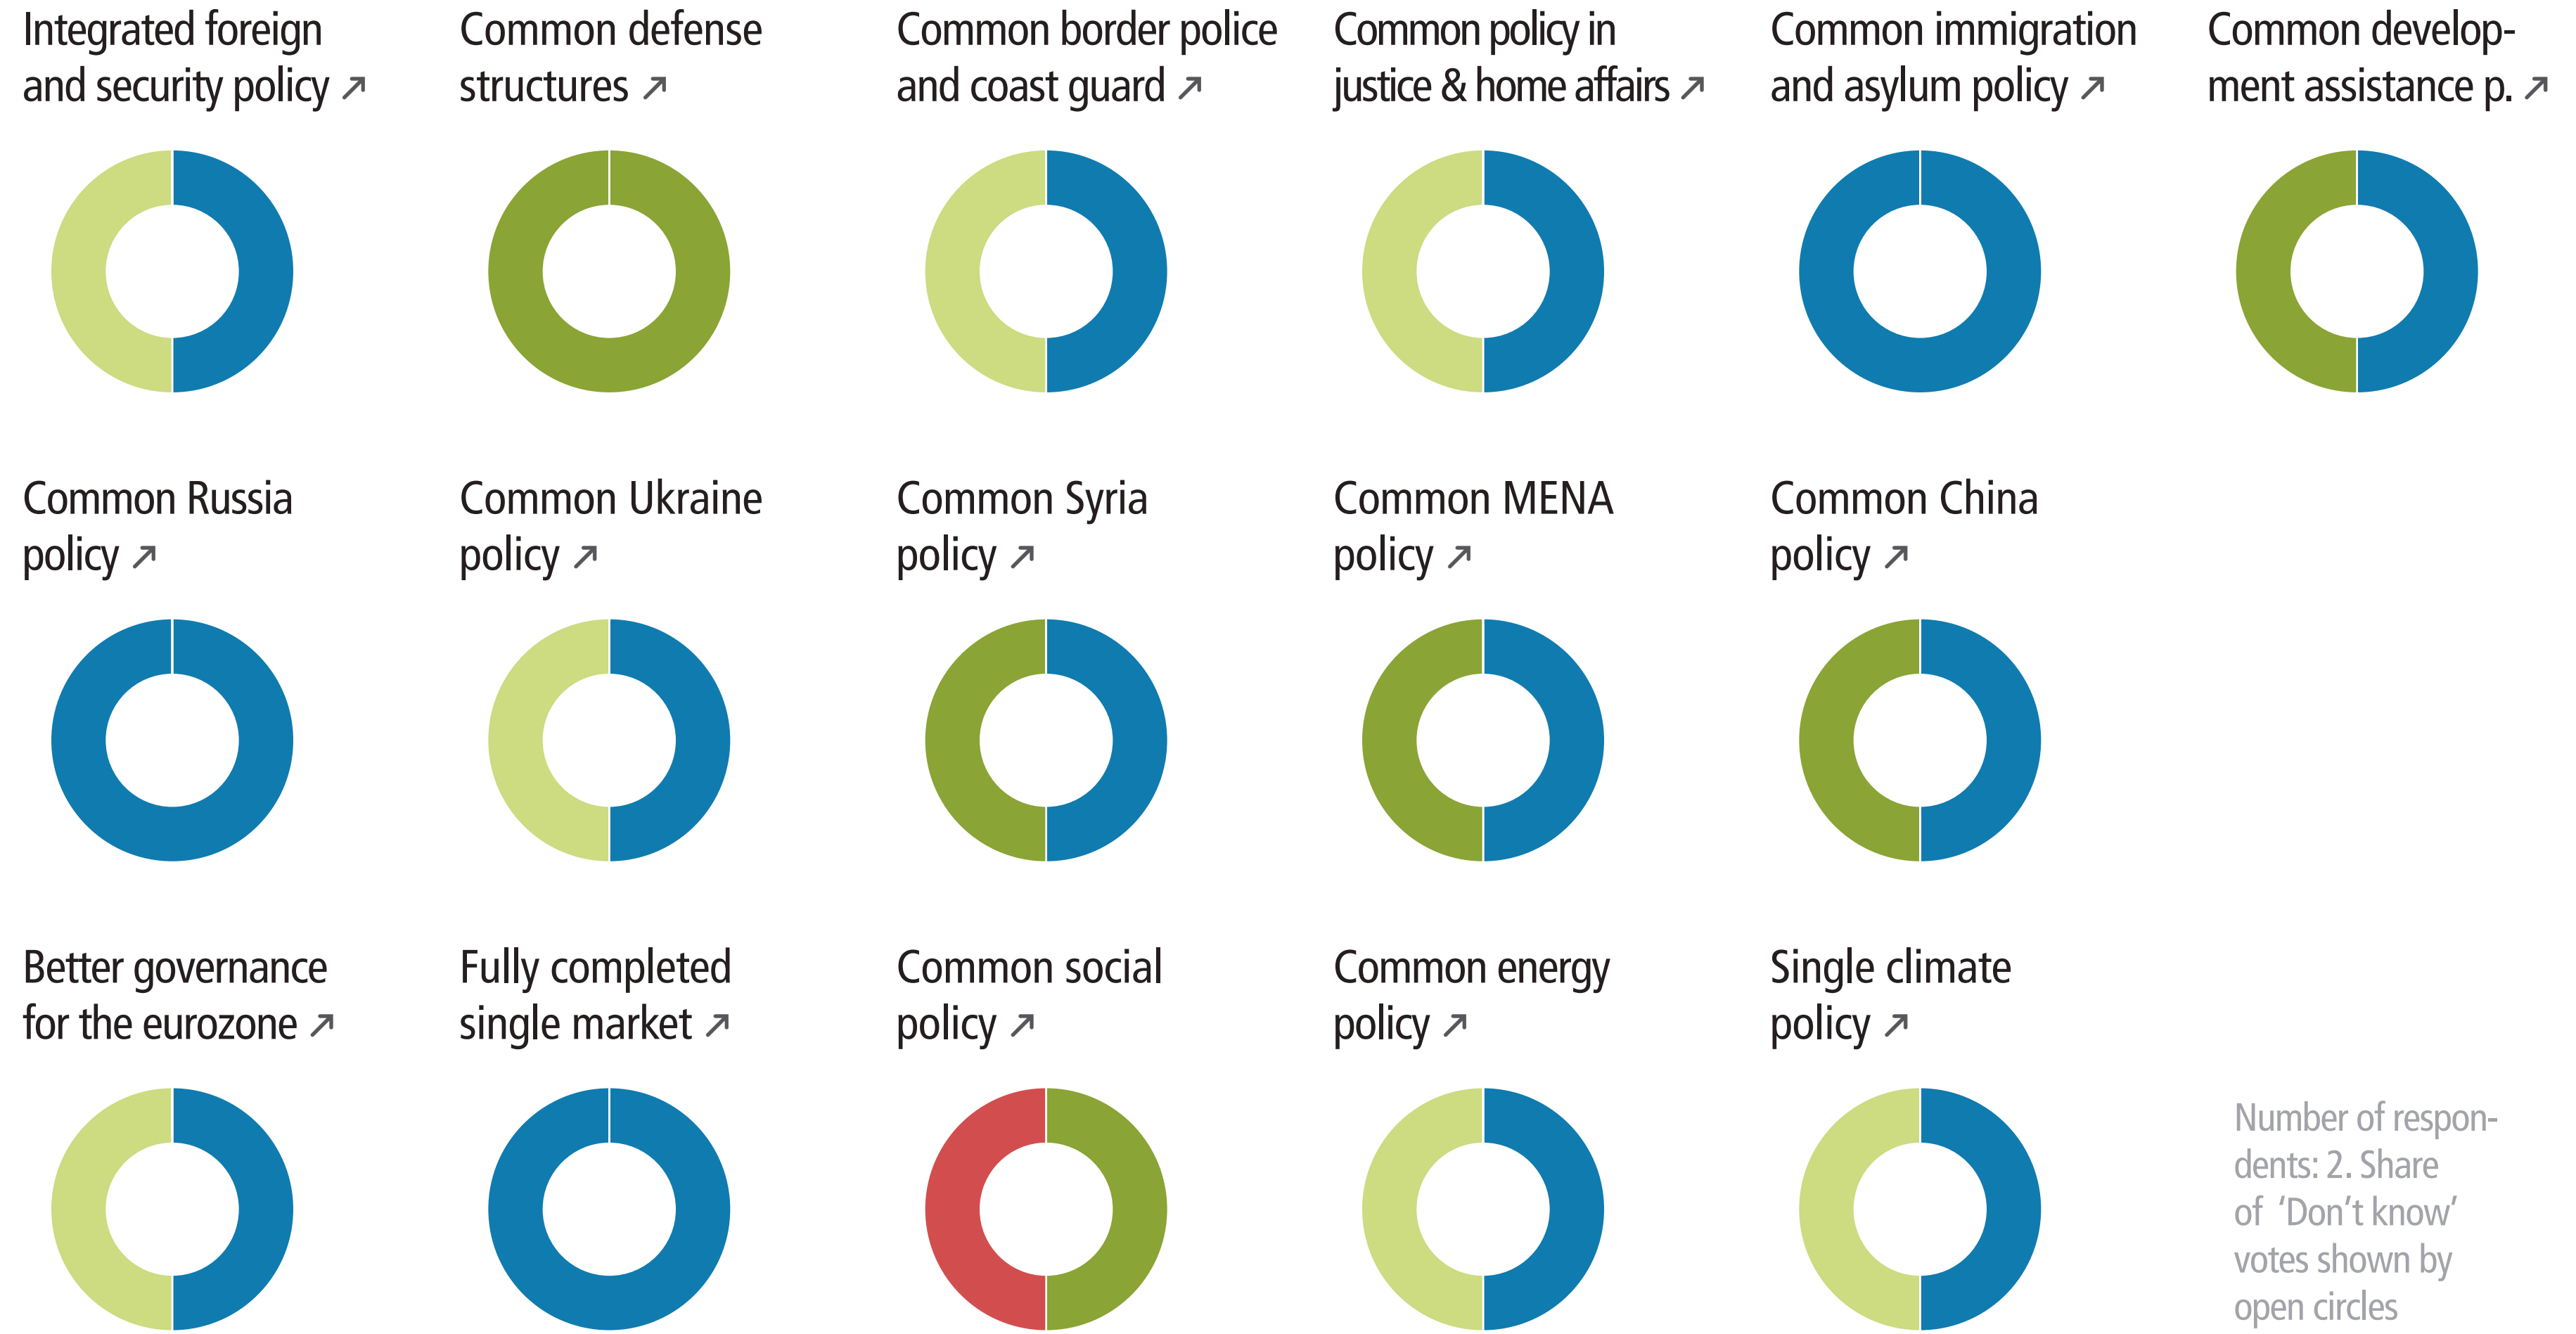 Integrated foreign
and security policy ↗
Common defense
structures ↗
Common border police
and coast guard ↗
Common policy in
justice & home affairs ↗
Common immigration
and asylum policy ↗
Common develop-
ment assistance p. ↗
Common Russia
policy ↗
Common Ukraine
policy ↗
Common Syria
policy ↗
Common MENA
policy ↗
Common China
policy ↗
Better governance
for the eurozone ↗
Fully completed
single market ↗
Common social
policy ↗
Common energy
policy ↗
Single climate
policy ↗
Number of respon-
dents: 2. Share
of ‘Don’t know’
votes shown by
open circles